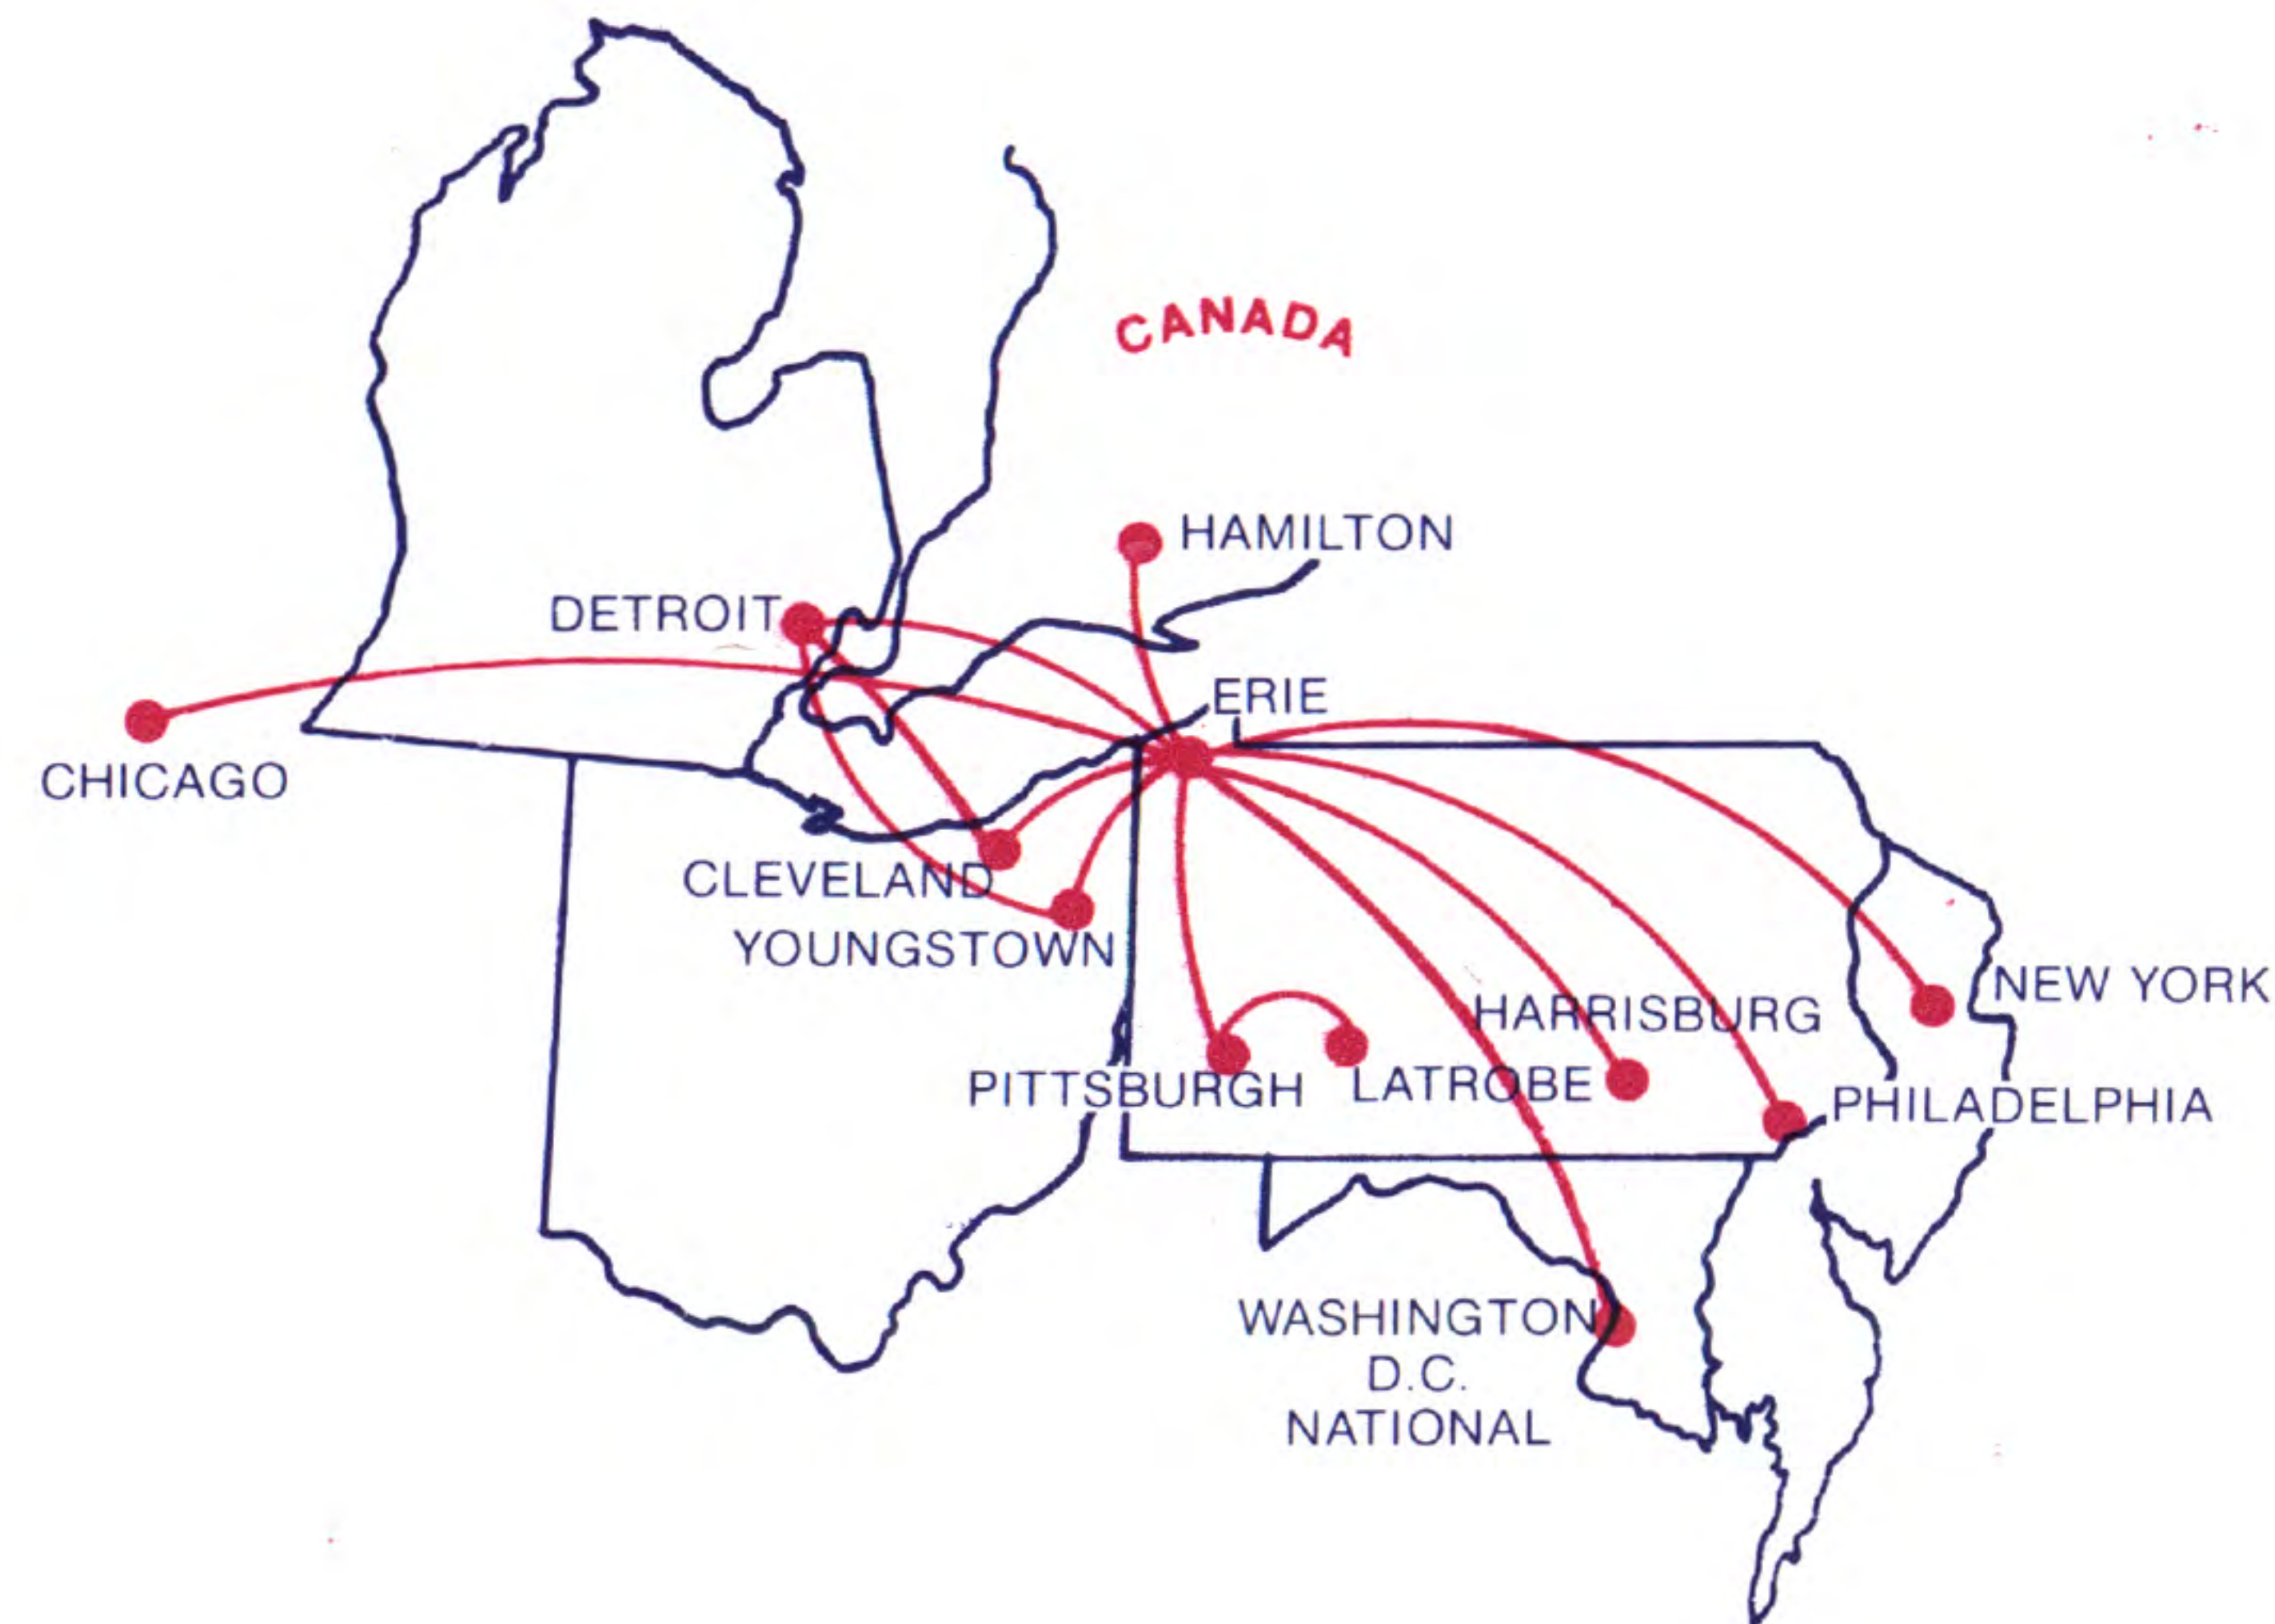 CANADA
HAMILTON
DETROIT
ERIE
CHICAGO
CLEVELAND
YOUNGSTOWN
NEW YORK
HARRISBURG
PITTSBURGH
LATROBE
PHILADELPHIA
WASHINGTON
D.C.
NATIONAL